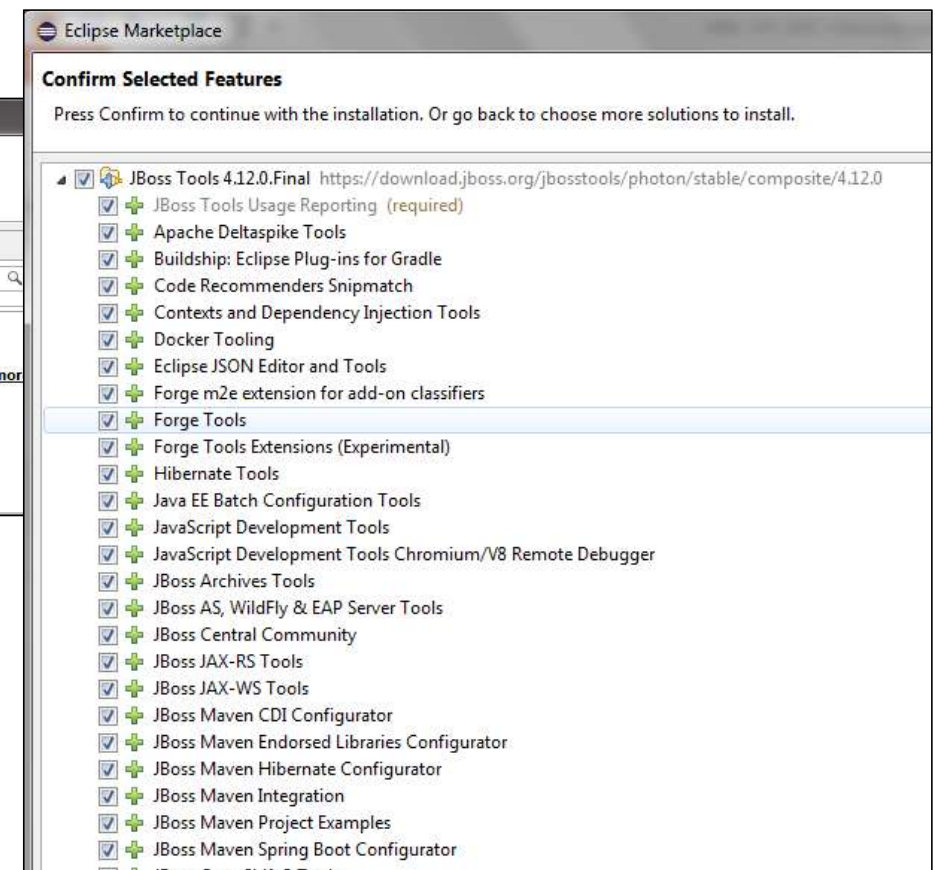 Eclipse Marketplace
Confirm Selected Features
Press Confirm to continue with the installation. Or go back to choose more solutions to install.
JBoss Tools 4.12.0.Final https://download.jboss.org/jbosstools/photon/stable/composite/4.12.0
JBoss Tools Usage Reporting (required)
Apache Deltaspike Tools
Buildship: Eclipse Plug-ins for Gradle
Code Recommenders Snipmatch
Contexts and Dependency Injection Tools
Docker Tooling
Eclipse JSON Editor and Tools
Forge m2e extension for add-on classifiers
Forge Tools
Forge Tools Extensions (Experimental)
Hibernate Tools
Java EE Batch Configuration Tools
JavaScript Development Tools
JavaScript Development Tools Chromium/V8 Remote Debugger
JBoss Archives Tools
JBoss AS, WildFly & EAP Server Tools
JBoss Central Community
JBoss JAX-RS Tools
JBoss JAX-WS Tools
JBoss Maven CDI Configurator
JBoss Maven Endorsed Libraries Configurator
JBoss Maven Hibernate Configurator
JBoss Maven Integration
JBoss Maven Project Examples
JBoss Maven Spring Boot Configurator